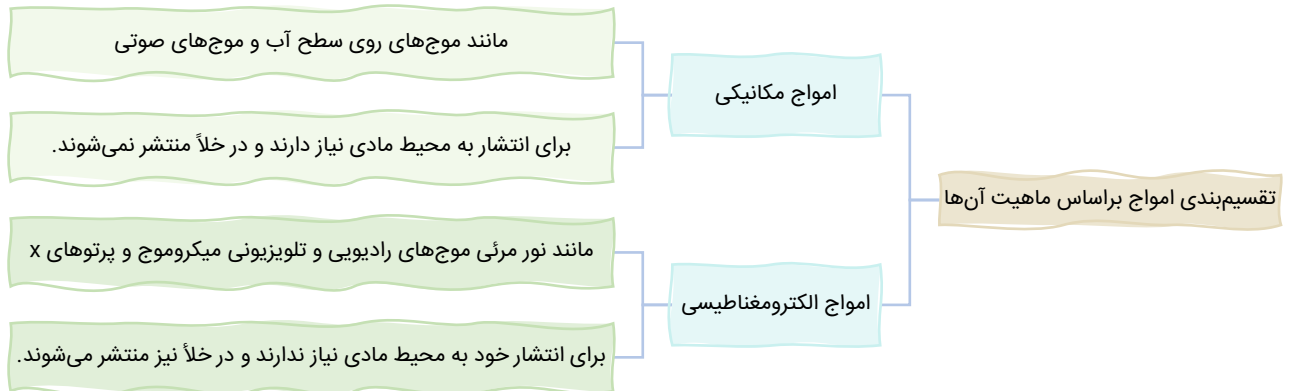 تقسیم‌بندی امواج براساس ماهیت آن‌ها
امواج مکانیکی
مانند موج‌های روی سطح آب و موج‌های صوتی
برای انتشار به محیط مادی نیاز دارند و در خلأ منتشر نمی‌شوند.
امواج الکترومغناطیسی
مانند نور مرئی موج‌های رادیویی و تلویزیونی میکروموج و پرتوهای x
برای انتشار خود به محیط مادی نیاز ندارند و در خلأ نیز منتشر می‌شوند.